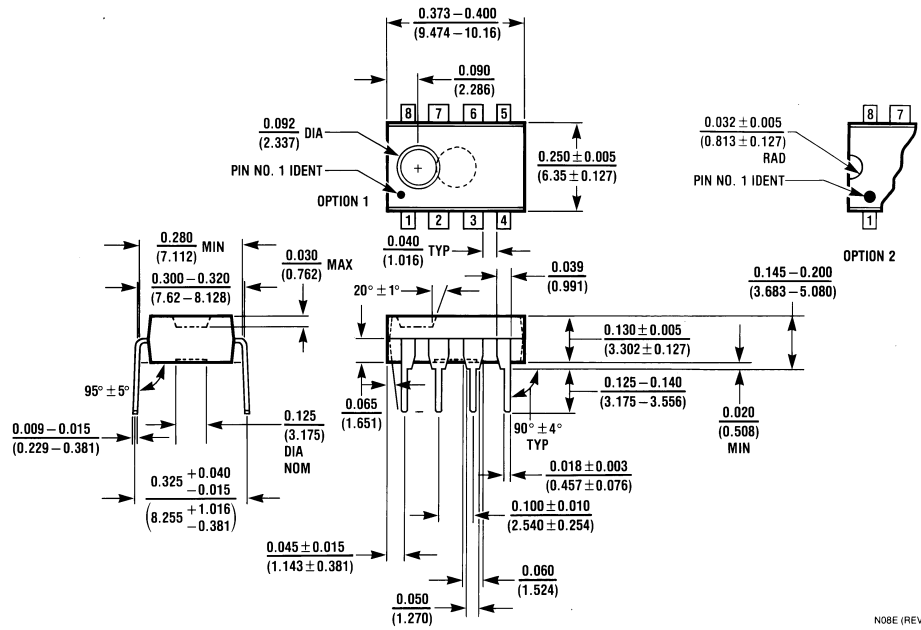 0.373 – 0.400
(9.474 – 10.16)
0.090
(2.286)
8 7 6 5
0.092 DIA
(2.337)
PIN NO. 1 IDENT
OPTION 1
1 2 3 4
0.250 ± 0.005
(6.35 ± 0.127)
8 7
0.032 ± 0.005
(0.813 ± 0.127)
RAD
PIN NO. 1 IDENT
1
OPTION 2
0.280 MIN
(7.112)
0.300 – 0.320
(7.62 – 8.128)
0.030 MAX
(0.762)
0.040 TYP
(1.016)
0.039
(0.991)
20° ± 1°
0.145 – 0.200
(3.683 – 5.080)
0.130 ± 0.005
(3.302 ± 0.127)
0.125 – 0.140
(3.175 – 3.556)
0.020
(0.508)
MIN
95° ± 5°
0.009 – 0.015
(0.229 – 0.381)
0.125
(3.175)
DIA
NOM
0.065
(1.651)
90° ± 4°
TYP
0.325 +0.040
−0.015
(8.255 +1.016
−0.381)
0.018 ± 0.003
(0.457 ± 0.076)
0.100 ± 0.010
(2.540 ± 0.254)
0.045 ± 0.015
(1.143 ± 0.381)
0.060
(1.524)
0.050
(1.270)
N08E (REV